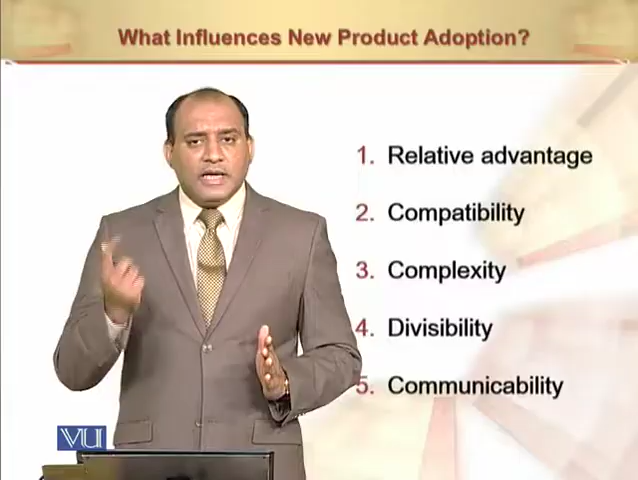 What Influences New Product Adoption?
1. Relative advantage
2. Compatibility
3. Complexity
4. Divisibility
5. Communicability
VU